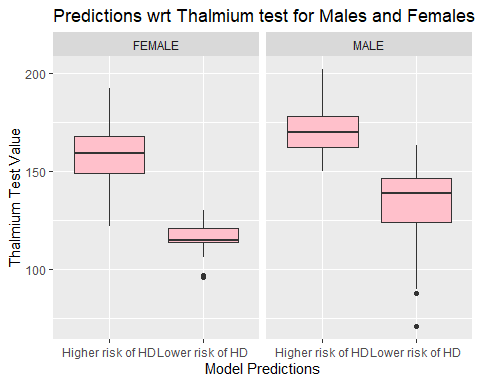 Predictions wrt Thalmium test for Males and Females
FEMALE
MALE
Thalmium Test Value
200
150
100
Higher risk of HD
Lower risk of HD
Higher risk of HD
Lower risk of HD
Model Predictions